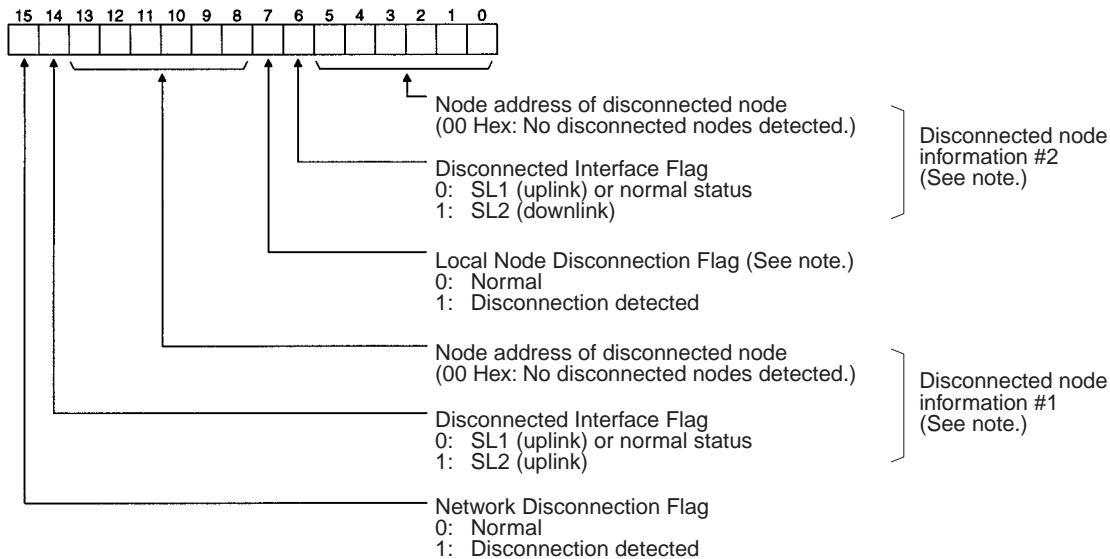 15 14 13 12 11 10 9 8 7 6 5 4 3 2 1 0
Node address of disconnected node
(00 Hex: No disconnected nodes detected.)
Disconnected Interface Flag
0: SL1 (uplink) or normal status
1: SL2 (downlink)
Disconnected node
information #2
(See note.)
Local Node Disconnection Flag (See note.)
0: Normal
1: Disconnection detected
Node address of disconnected node
(00 Hex: No disconnected nodes detected.)
Disconnected Interface Flag
0: SL1 (uplink) or normal status
1: SL2 (uplink)
Disconnected node
information #1
(See note.)
Network Disconnection Flag
0: Normal
1: Disconnection detected